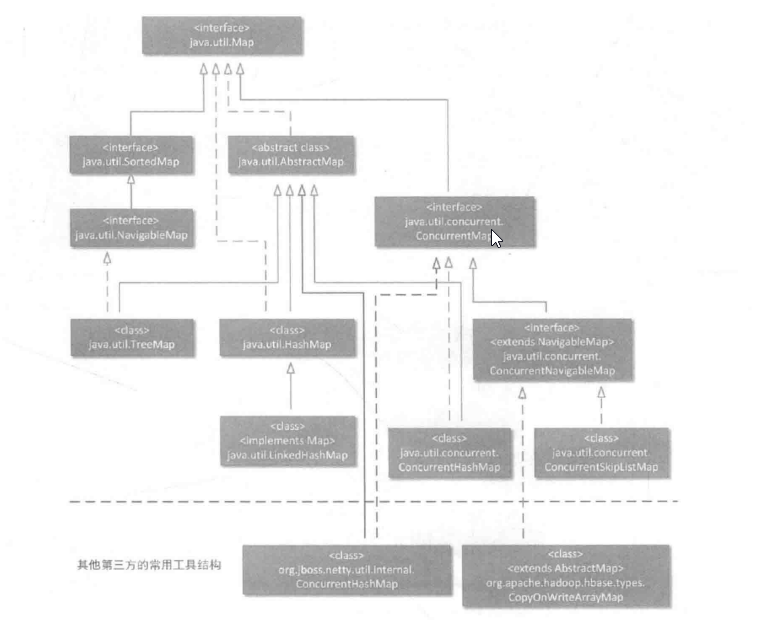 <interface>
java.util.Map
<interface>
java.util.SortedMap
<abstract class>
java.util.AbstractMap
<interface>
java.util.NavigableMap
<interface>
java.util.concurrent.
ConcurrentMap
<class>
java.util.TreeMap
<class>
java.util.HashMap
<interface>
<extends NavigableMap>
java.util.concurrent.
ConcurrentNavigableMap
<class>
<implements Map>
java.util.LinkedHashMap
<class>
java.util.concurrent.
ConcurrentHashMap
<class>
java.util.concurrent.
ConcurrentSkipListMap
其他第三方的常用工具结构
<class>
org.jboss.netty.util.internal.
ConcurrentHashMap
<class>
<extends AbstractMap>
org.apache.hadoop.hbase.types.
CopyOnWriteArrayMap